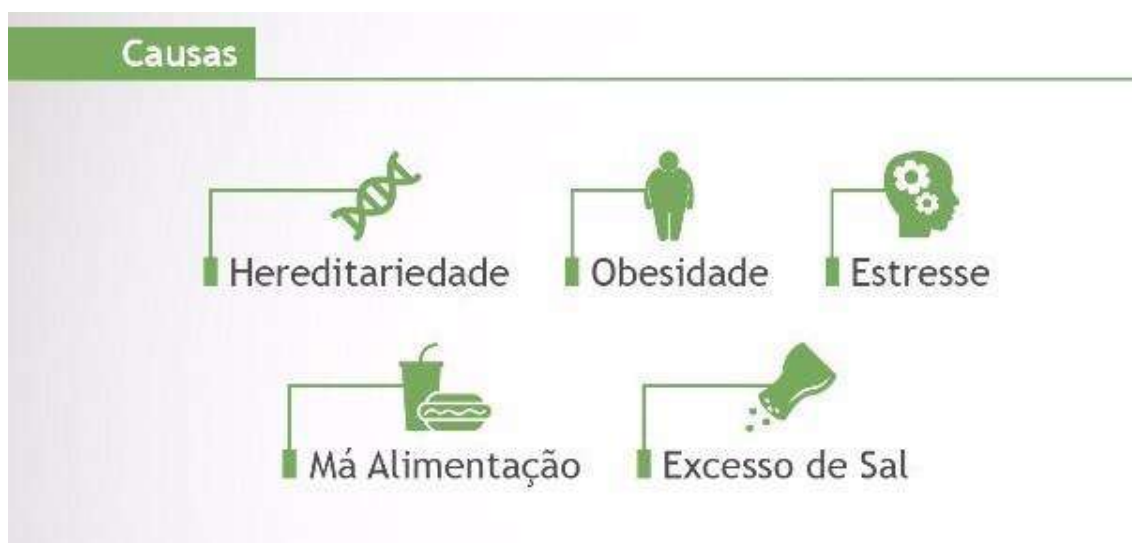 Causas
Hereditariedade
Obesidade
Estresse
Má Alimentação
Excesso de Sal